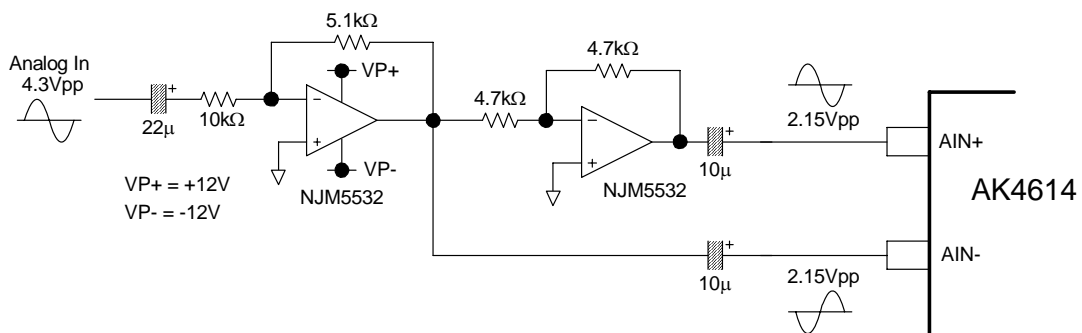 5.1kΩ
4.7kΩ
Analog In
4.3Vpp
VP+
22μ
10kΩ
4.7kΩ
2.15Vpp
AIN+
VP-
10μ
VP+ = +12V
VP- = -12V
NJM5532
NJM5532
AK4614
AIN-
10μ
2.15Vpp